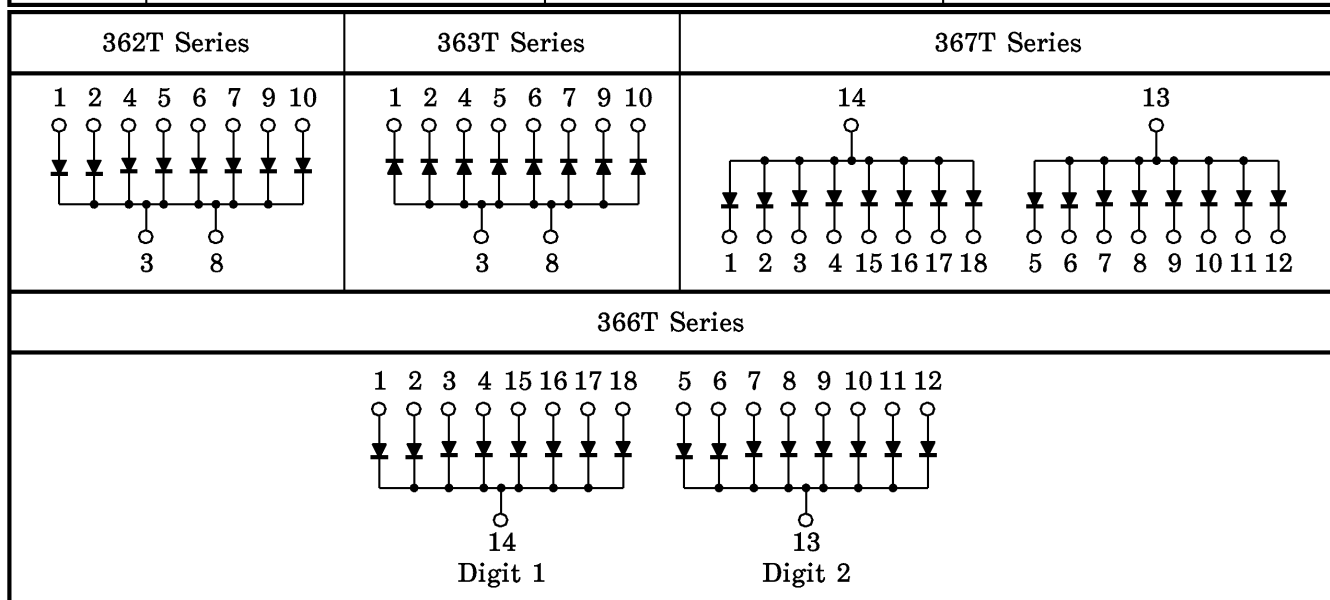 362T Series 363T Series 367T Series
1 2 4 5 6 7 9 10 1 2 4 5 6 7 9 10 14 13
3 8 3 8 1 2 3 4 15 16 17 18 5 6 7 8 9 10 11 12
366T Series
1 2 3 4 15 16 17 18 5 6 7 8 9 10 11 12
14 13
Digit 1 Digit 2